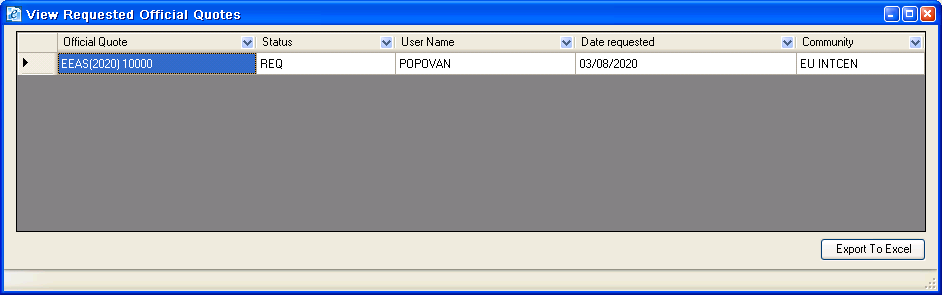 View Requested Official Quotes
Official Quote Status User Name Date requested Community
EEAS(2020) 10000 REQ POPOVAN 03/08/2020 EU INTCEN
Export To Excel